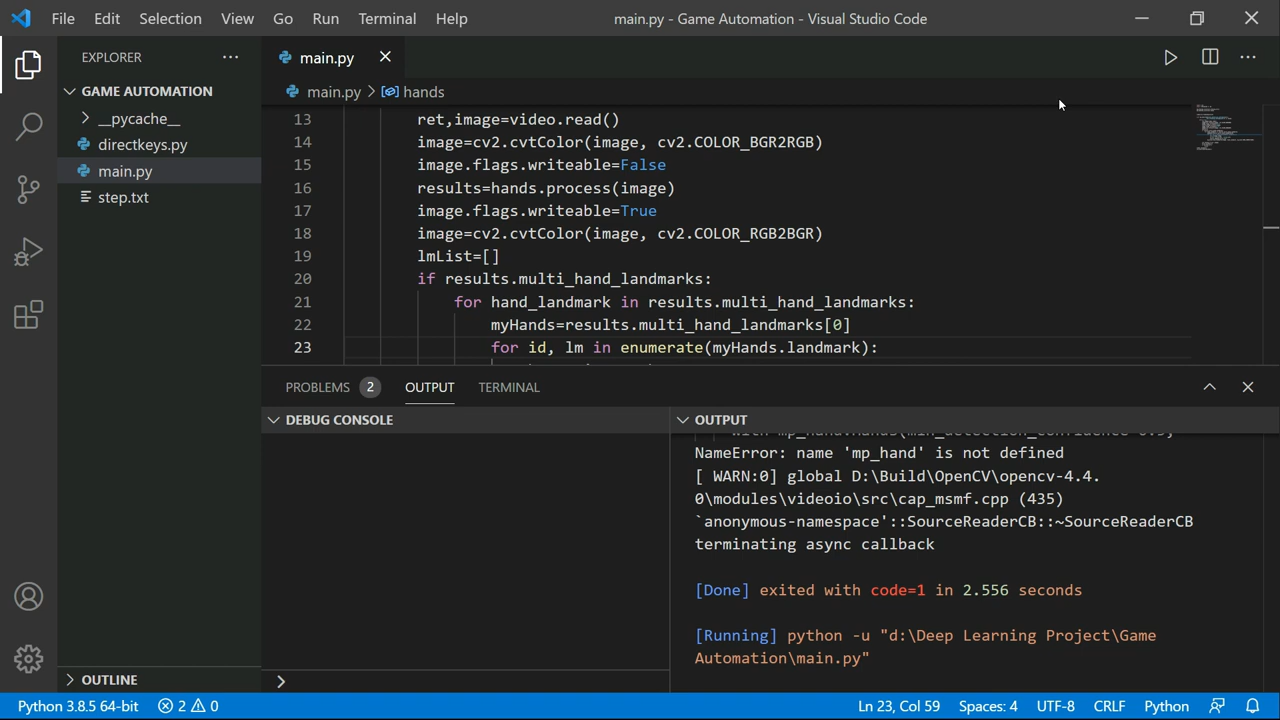 File Edit Selection View Go Run Terminal Help
main.py - Game Automation - Visual Studio Code
EXPLORER
GAME AUTOMATION
__pycache__
directkeys.py
main.py
step.txt
OUTLINE
main.py
main.py > hands
13 ret,image=video.read()
14 image=cv2.cvtColor(image, cv2.COLOR_BGR2RGB)
15 image.flags.writeable=False
16 results=hands.process(image)
17 image.flags.writeable=True
18 image=cv2.cvtColor(image, cv2.COLOR_RGB2BGR)
19 lmList=[]
20 if results.multi_hand_landmarks:
21 for hand_landmark in results.multi_hand_landmarks:
22 myHands=results.multi_hand_landmarks[0]
23 for id, lm in enumerate(myHands.landmark):
PROBLEMS 2 OUTPUT TERMINAL
DEBUG CONSOLE
OUTPUT
NameError: name 'mp_hand' is not defined
[ WARN:0] global D:\Build\OpenCV\opencv-4.4.
0\modules\videoio\src\cap_msmf.cpp (435)
`anonymous-namespace'::SourceReaderCB::~SourceReaderCB
terminating async callback
[Done] exited with code=1 in 2.556 seconds
[Running] python -u "d:\Deep Learning Project\Game
Automation\main.py"
Python 3.8.5 64-bit 2 0 Ln 23, Col 59 Spaces: 4 UTF-8 CRLF Python